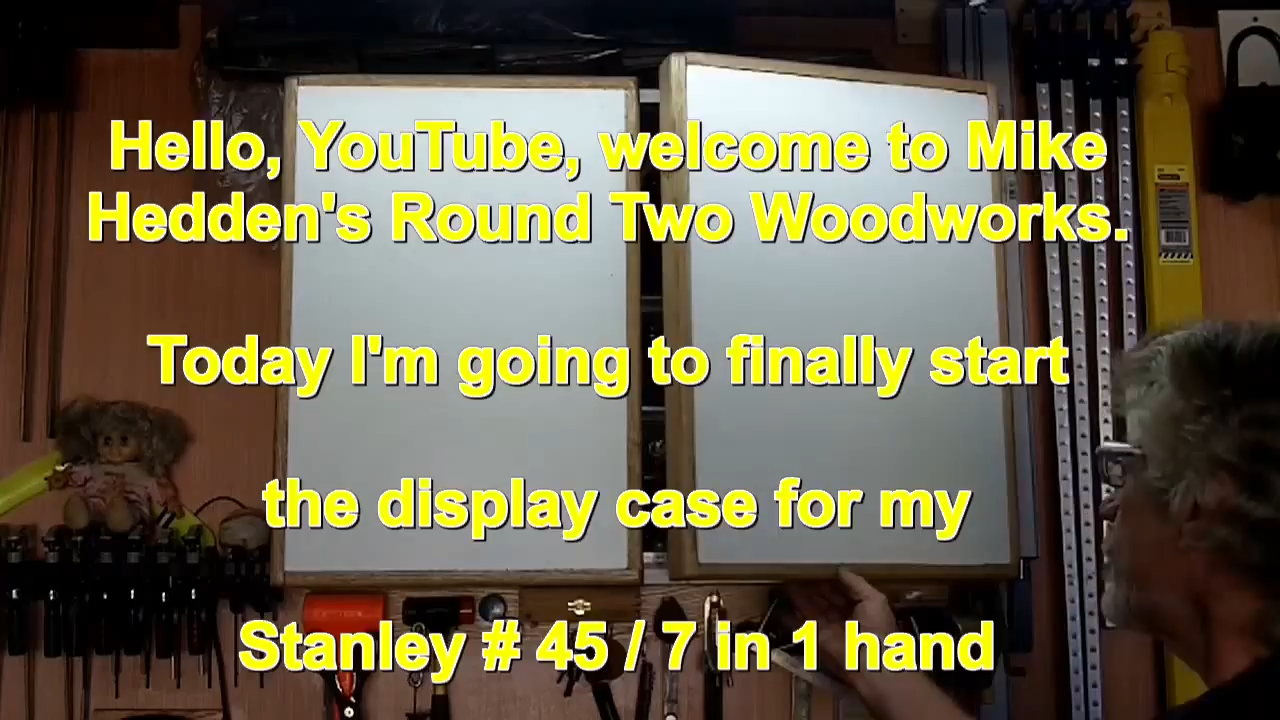 Hello, YouTube, welcome to Mike
Hedden's Round Two Woodworks.
Today I'm going to finally start
the display case for my
Stanley # 45 / 7 in 1 hand